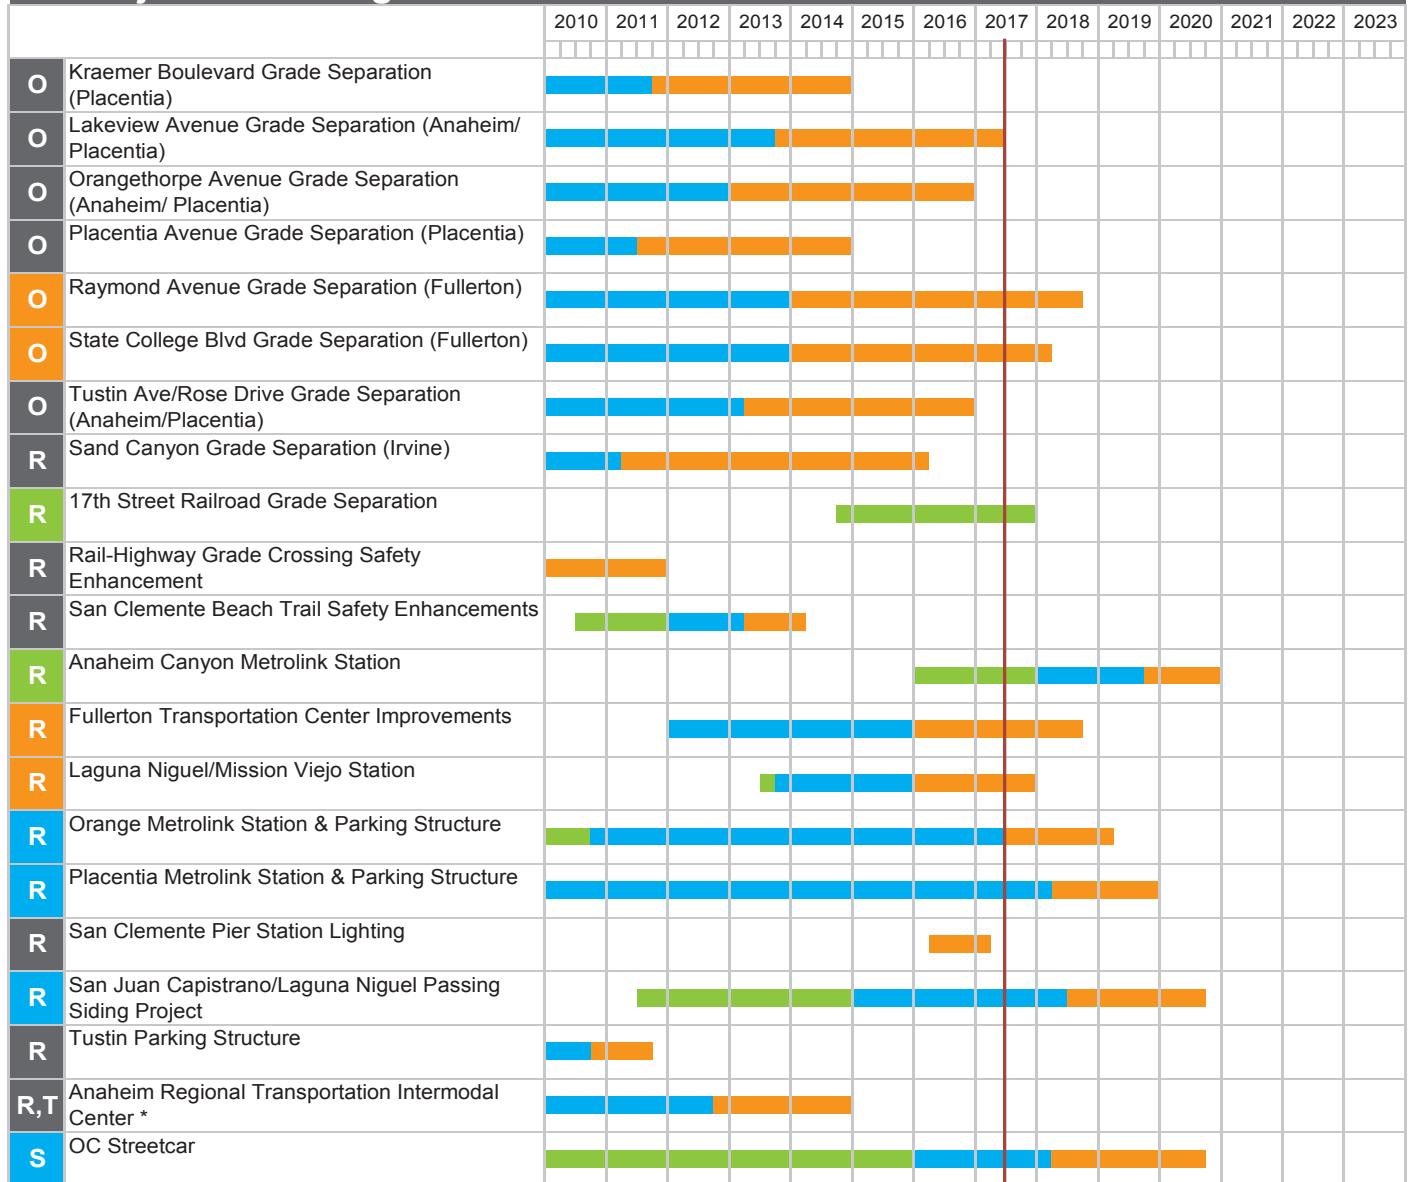 2010 2011 2012 2013 2014 2015 2016 2017 2018 2019 2020 2021 2022 2023
O Kraemer Boulevard Grade Separation
(Placentia)
O Lakeview Avenue Grade Separation (Anaheim/
Placentia)
O Orangethorpe Avenue Grade Separation
(Anaheim/ Placentia)
O Placentia Avenue Grade Separation (Placentia)
O Raymond Avenue Grade Separation (Fullerton)
O State College Blvd Grade Separation (Fullerton)
O Tustin Ave/Rose Drive Grade Separation
(Anaheim/Placentia)
R Sand Canyon Grade Separation (Irvine)
R 17th Street Railroad Grade Separation
R Rail-Highway Grade Crossing Safety
Enhancement
R San Clemente Beach Trail Safety Enhancements
R Anaheim Canyon Metrolink Station
R Fullerton Transportation Center Improvements
R Laguna Niguel/Mission Viejo Station
R Orange Metrolink Station & Parking Structure
R Placentia Metrolink Station & Parking Structure
R San Clemente Pier Station Lighting
R San Juan Capistrano/Laguna Niguel Passing
Siding Project
R Tustin Parking Structure
R,T Anaheim Regional Transportation Intermodal
Center *
S OC Streetcar